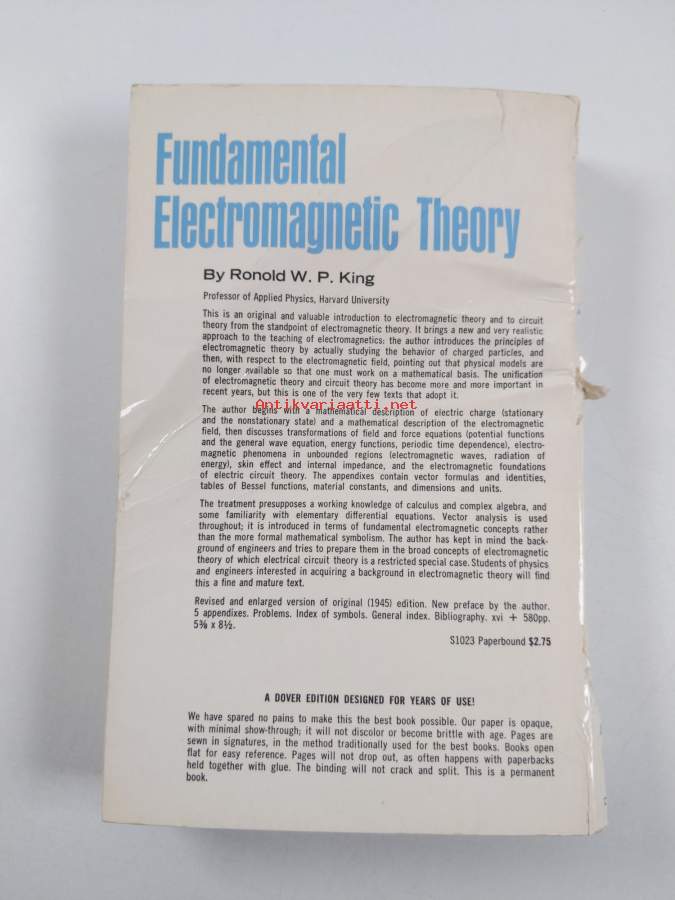 Fundamental
Electromagnetic Theory
By Ronold W. P. King
Professor of Applied Physics, Harvard University
This is an original and valuable introduction to electromagnetic theory and to circuit
theory from the standpoint of electromagnetic theory. It brings a new and very realistic
approach to the teaching of electromagnetics: the author introduces the principles of
electromagnetic theory by actually studying the behavior of charged particles, and
then, with respect to the electromagnetic field, pointing out that physical models are
no longer available so that one must work on a mathematical basis. The unification
of electromagnetic theory and circuit theory has become more and more important in
recent years, but this is one of the very few texts that adopt it.
Antikvariaatti.net
The author begins with a mathematical description of electric charge (stationary
and the nonstationary state) and a mathematical description of the electromagnetic
field, then discusses transformations of field and force equations (potential functions
and the general wave equation, energy functions, periodic time dependence), electro-
magnetic phenomena in unbounded regions (electromagnetic waves, radiation of
energy), skin effect and internal impedance, and the electromagnetic foundations
of electric circuit theory. The appendixes contain vector formulas and identities,
tables of Bessel functions, material constants, and dimensions and units.
The treatment presupposes a working knowledge of calculus and complex algebra, and
some familiarity with elementary differential equations. Vector analysis is used
throughout; it is introduced in terms of fundamental electromagnetic concepts rather
than the more formal mathematical symbolism. The author has kept in mind the back-
ground of engineers and tries to prepare them in the broad concepts of electromagnetic
theory of which electrical circuit theory is a restricted special case. Students of physics
and engineers interested in acquiring a background in electromagnetic theory will find
this a fine and mature text.
Revised and enlarged version of original (1945) edition. New preface by the author.
5 appendixes. Problems. Index of symbols. General index. Bibliography. xvi + 580pp.
5⅜ x 8½.
S1023 Paperbound $2.75
A DOVER EDITION DESIGNED FOR YEARS OF USE!
We have spared no pains to make this the best book possible. Our paper is opaque,
with minimal show-through; it will not discolor or become brittle with age. Pages are
sewn in signatures, in the method traditionally used for the best books. Books open
flat for easy reference. Pages will not drop out, as often happens with paperbacks
held together with glue. The binding will not crack and split. This is a permanent
book.